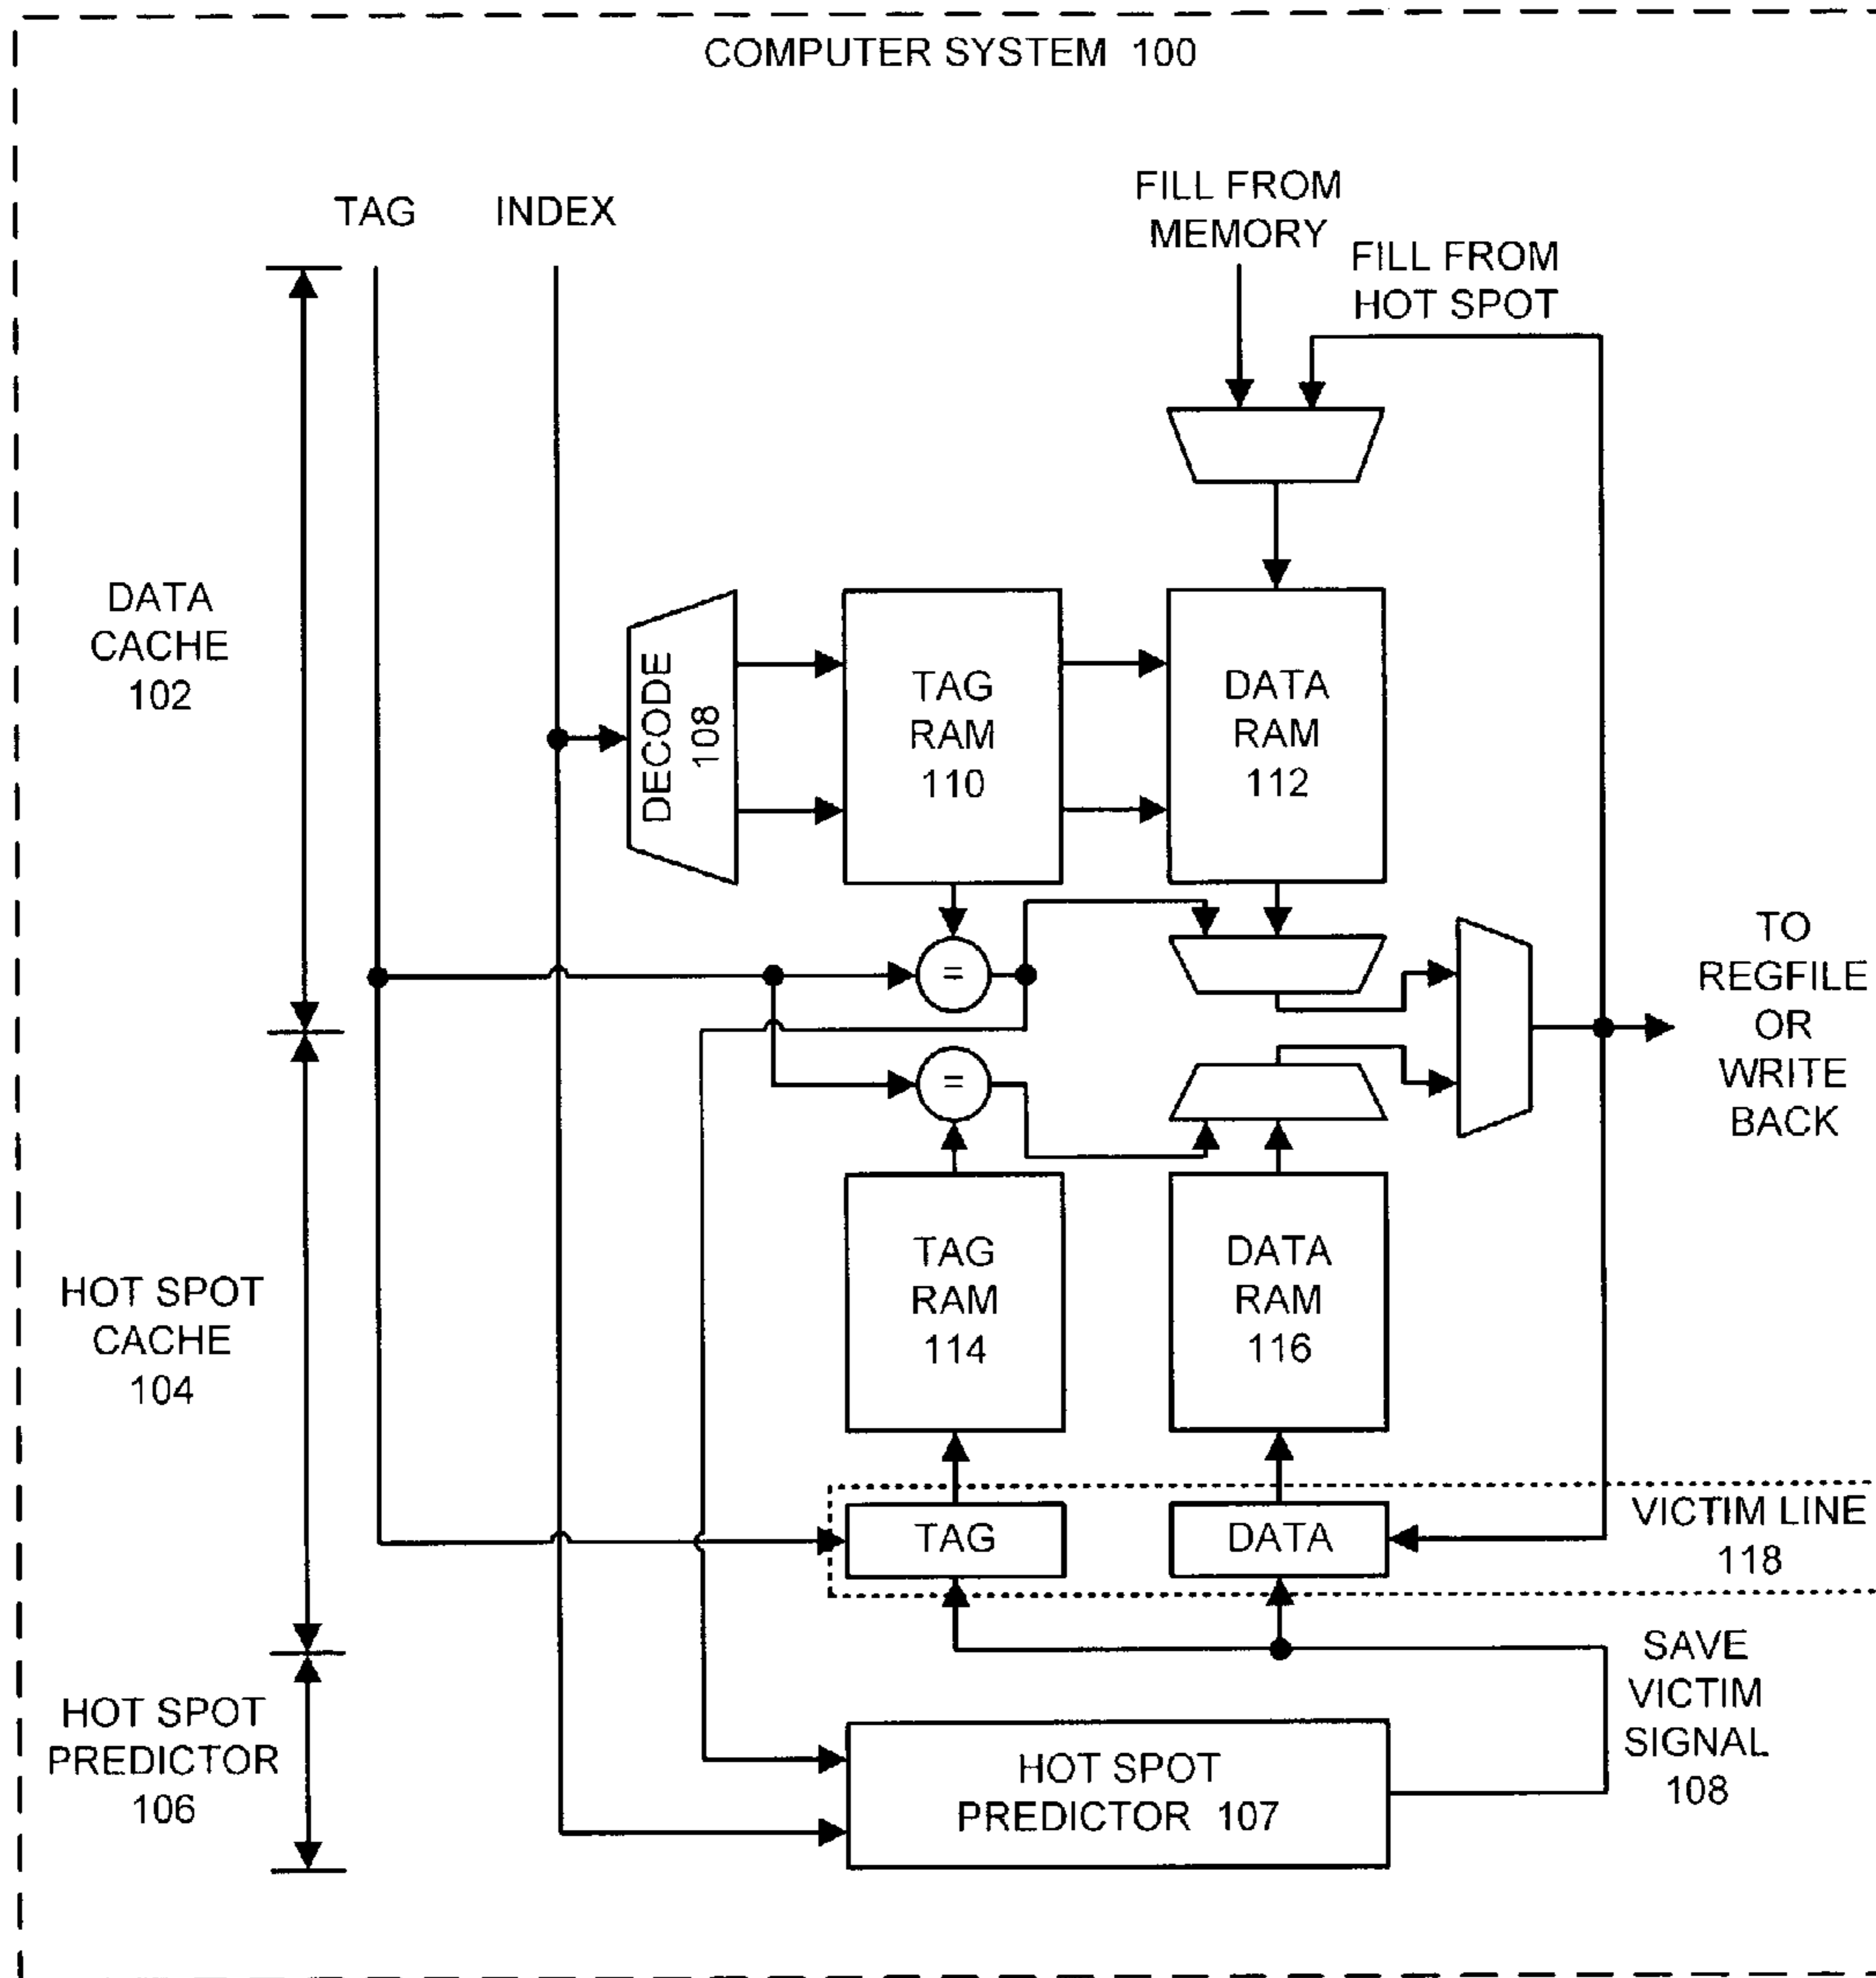 COMPUTER SYSTEM 100
TAG
INDEX
FILL FROM
MEMORY
FILL FROM
HOT SPOT
DATA
CACHE
102
DECODE
108
TAG
RAM
110
DATA
RAM
112
=
TO
REGFILE
OR
WRITE
BACK
=
HOT SPOT
CACHE
104
TAG
RAM
114
DATA
RAM
116
TAG
DATA
VICTIM LINE
118
SAVE
VICTIM
SIGNAL
108
HOT SPOT
PREDICTOR
106
HOT SPOT
PREDICTOR 107